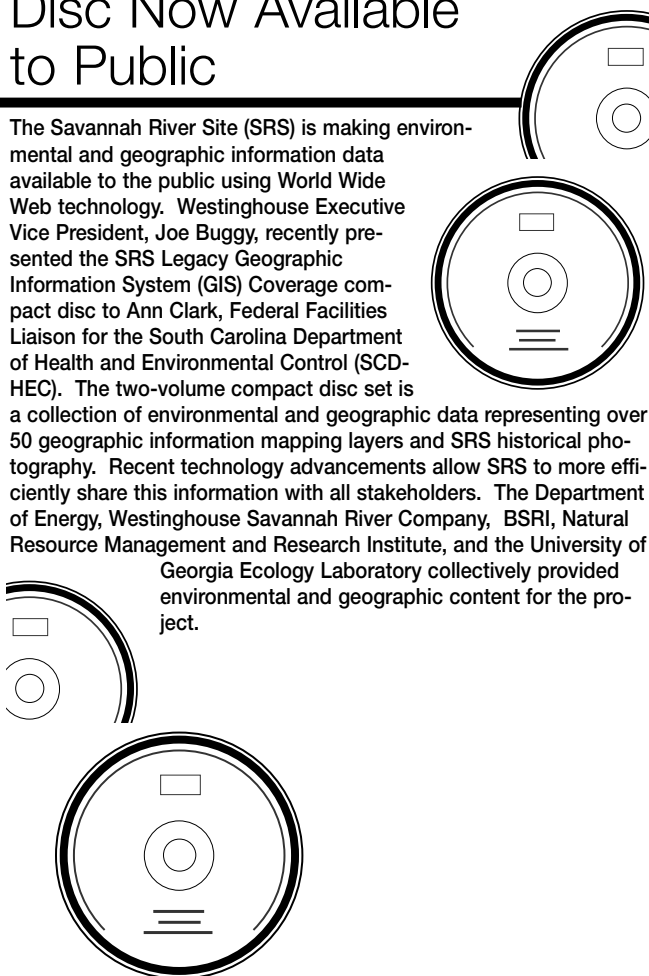 Disc Now Available
to Public
The Savannah River Site (SRS) is making environ-
mental and geographic information data
available to the public using World Wide
Web technology.  Westinghouse Executive
Vice President, Joe Buggy, recently pre-
sented the SRS Legacy Geographic
Information System (GIS) Coverage com-
pact disc to Ann Clark, Federal Facilities
Liaison for the South Carolina Department
of Health and Environmental Control (SCD-
HEC).  The two-volume compact disc set is
a collection of environmental and geographic data representing over
50 geographic information mapping layers and SRS historical pho-
tography.  Recent technology advancements allow SRS to more effi-
ciently share this information with all stakeholders.  The Department
of Energy, Westinghouse Savannah River Company,  BSRI, Natural
Resource Management and Research Institute, and the University of
Georgia Ecology Laboratory collectively provided
environmental and geographic content for the pro-
ject.